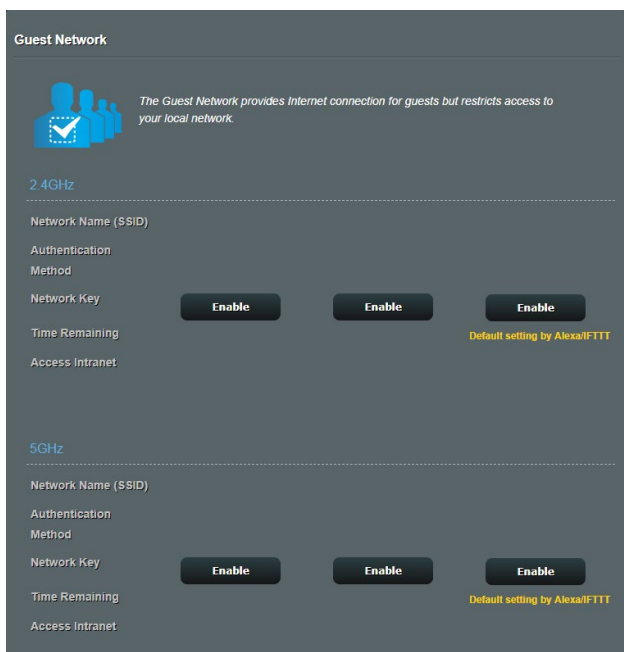 Guest Network
The Guest Network provides Internet connection for guests but restricts access to
your local network.
2.4GHz
Network Name (SSID)
Authentication
Method
Network Key
Enable Enable Enable
Time Remaining
Default setting by Alexa/IFTTT
Access Intranet
5GHz
Network Name (SSID)
Authentication
Method
Network Key
Enable Enable Enable
Time Remaining
Default setting by Alexa/IFTTT
Access Intranet